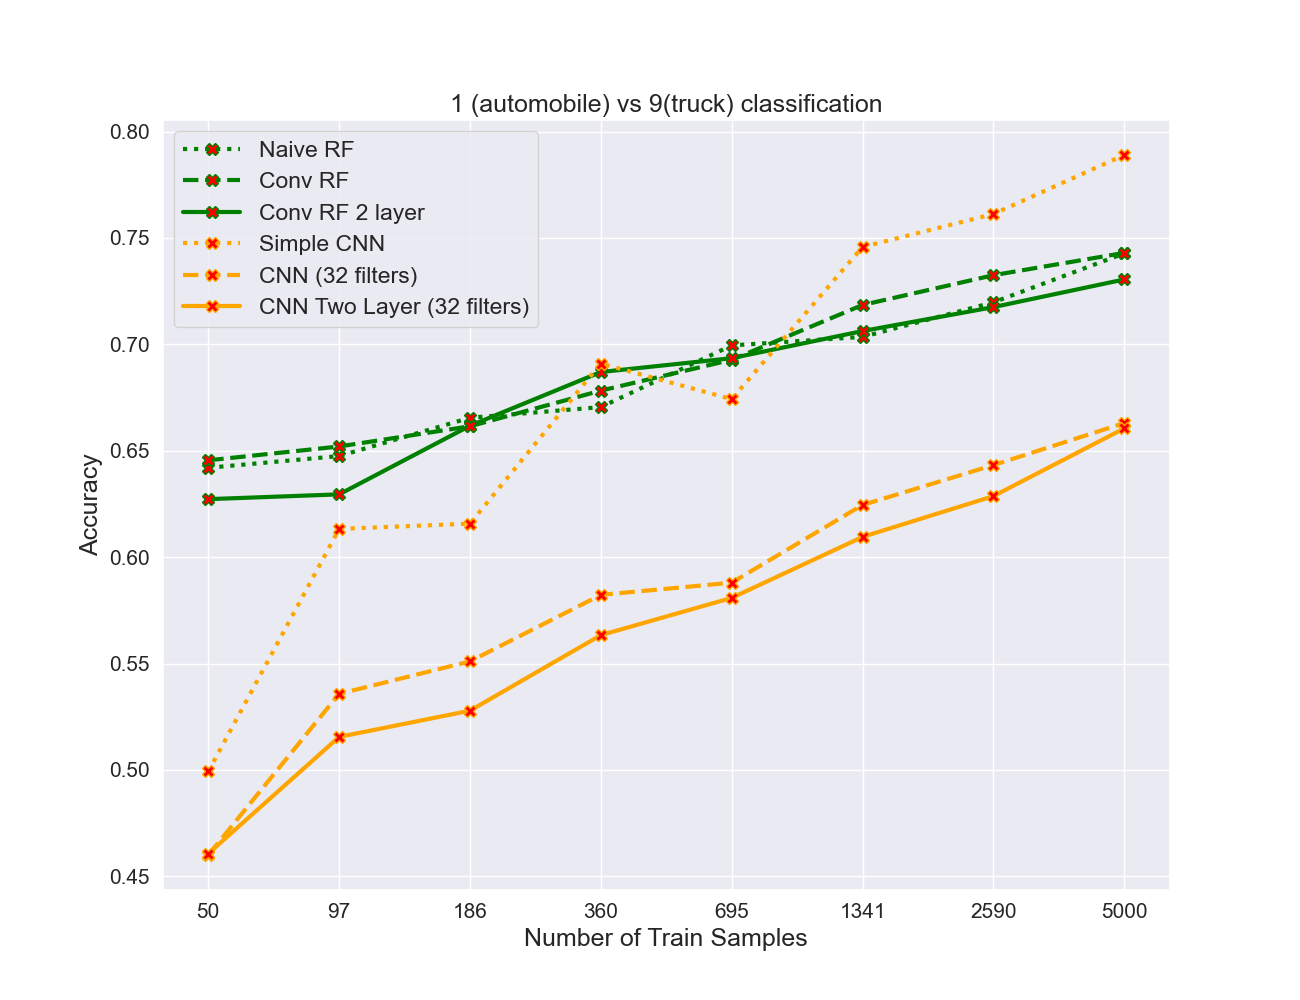 1 (automobile) vs 9(truck) classification
0.80
0.75
0.70
0.65
0.60
0.55
0.50
0.45
Accuracy
Naive RF
Conv RF
Conv RF 2 layer
Simple CNN
CNN (32 filters)
CNN Two Layer (32 filters)
50 97 186 360 695 1341 2590 5000
Number of Train Samples